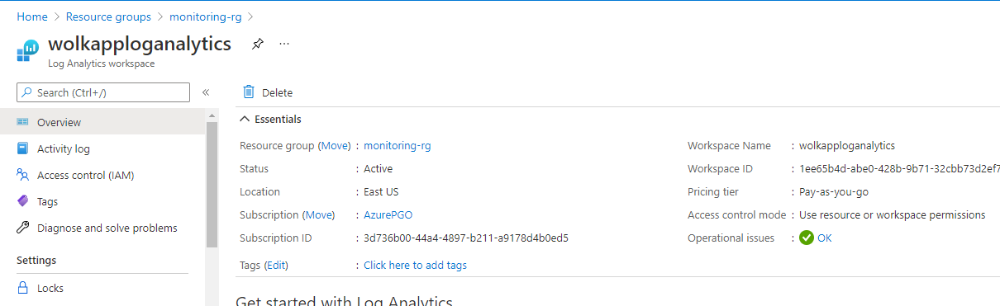 Home > Resource groups > monitoring-rg >
wolkapploganalytics ...
Log Analytics workspace
Search (Ctrl+/) «
Overview
Activity log
Access control (IAM)
Tags
Diagnose and solve problems
Settings
Locks
Delete
Essentials
Resource group (Move) : monitoring-rg
Status : Active
Location : East US
Subscription (Move) : AzurePGO
Subscription ID : 3d736b00-44a4-4897-b211-a9178d4b0ed5
Tags (Edit) : Click here to add tags
Workspace Name : wolkapploganalytics
Workspace ID : 1ee65b4d-abe0-428b-9b71-32cbb73d2ef7
Pricing tier : Pay-as-you-go
Access control mode : Use resource or workspace permissions
Operational issues : OK
Get started with Log Analytics